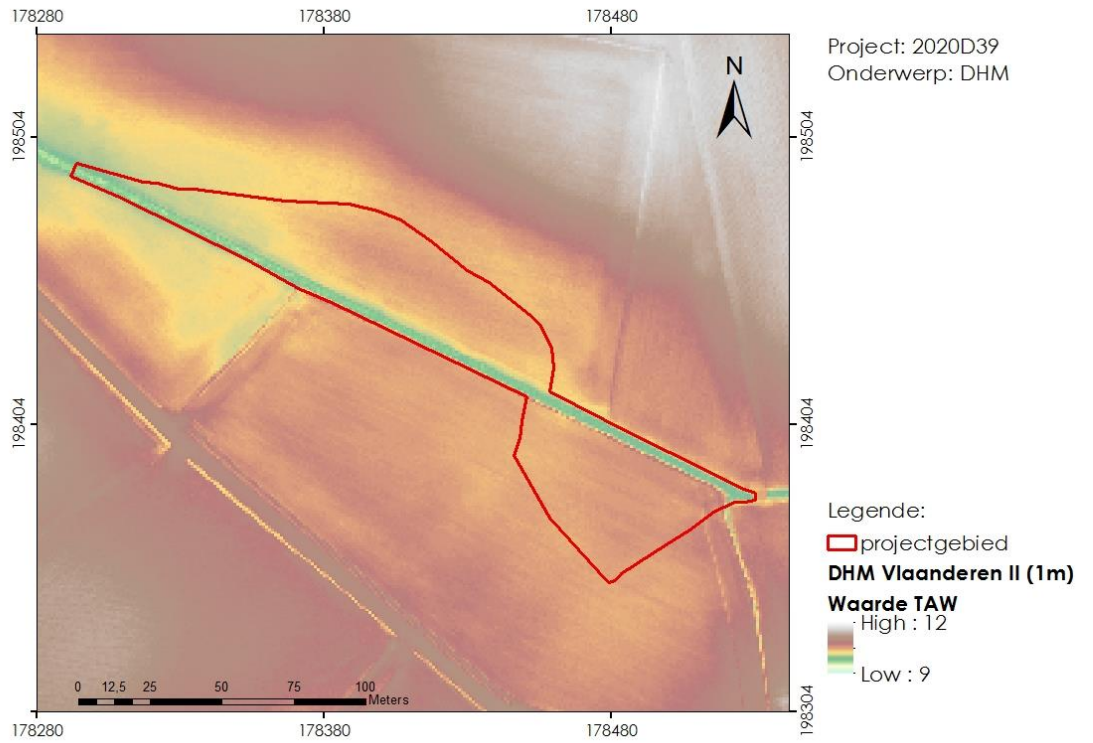 178280 178380 178480
Project: 2020D39
Onderwerp: DHM
N
198504 198504
198404 198404
Legende:
projectgebied
DHM Vlaanderen II (1m)
Waarde TAW
High : 12
Low : 9
0 12,5 25 50 75 100
Meters
198304
178280 178380 178480